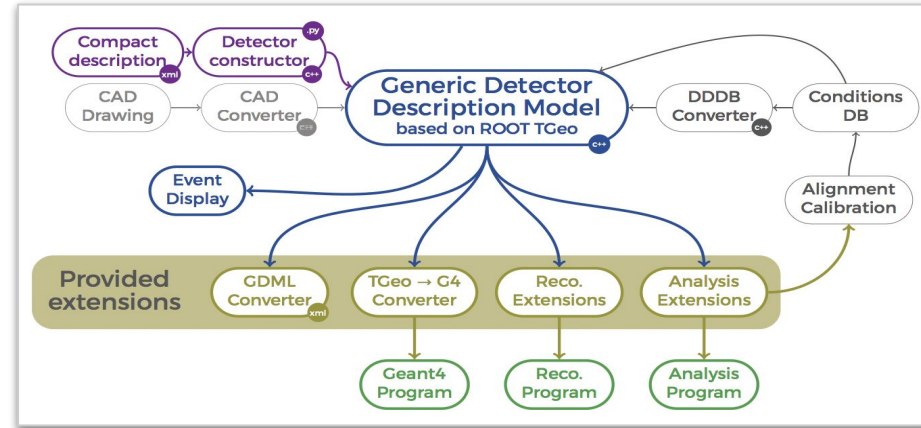 .py
Compact
description
xml
Detector
constructor
c++
CAD
Drawing
CAD
Converter
c++
Generic Detector
Description Model
based on ROOT TGeo
c++
DDDB
Converter
c++
Conditions
DB
Event
Display
Alignment
Calibration
Provided
extensions
GDML
Converter
xml
TGeo → G4
Converter
Reco.
Extensions
Analysis
Extensions
Geant4
Program
Reco.
Program
Analysis
Program